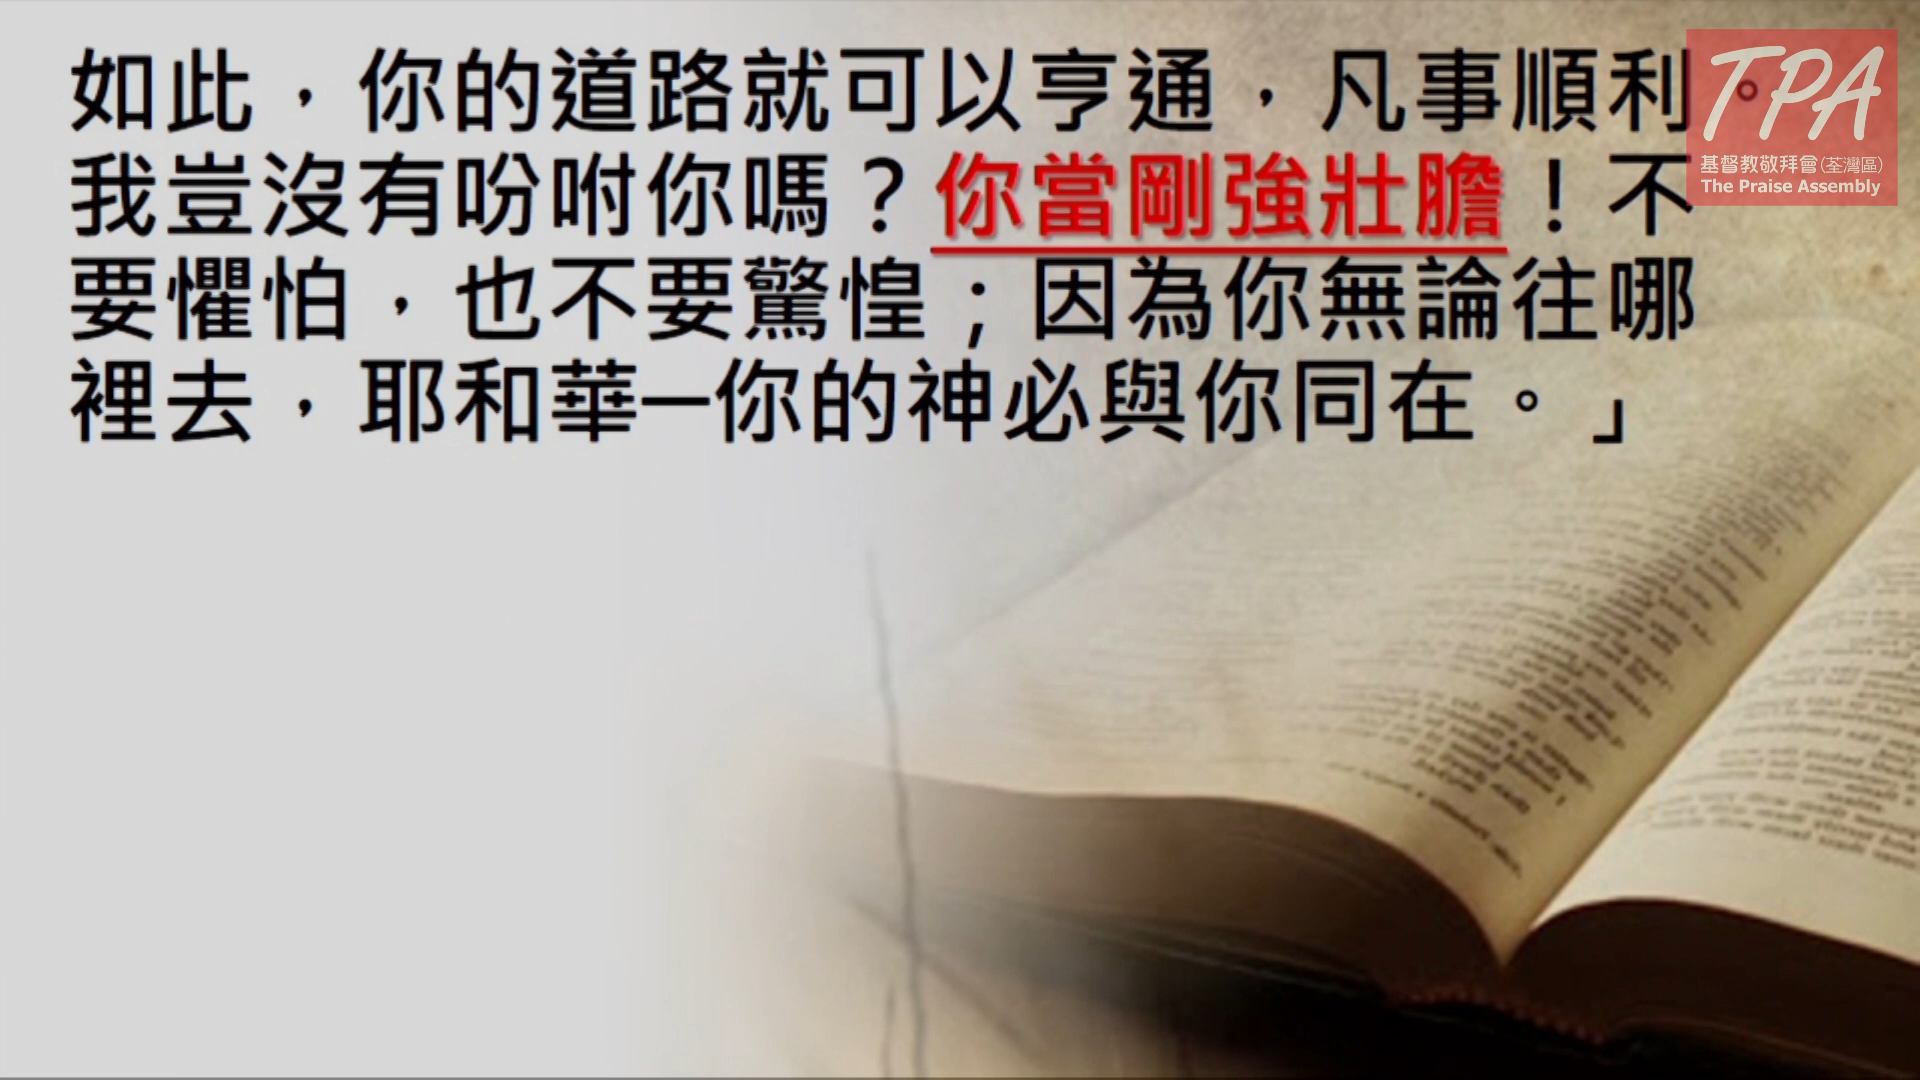 如此，你的道路就可以亨通，凡事順利。
我豈沒有吩咐你嗎？你當剛強壯膽！不
要懼怕，也不要驚惶；因為你無論往哪
裡去，耶和華─你的神必與你同在。」
TPA
基督教敬拜會(荃灣區)
The Praise Assembly